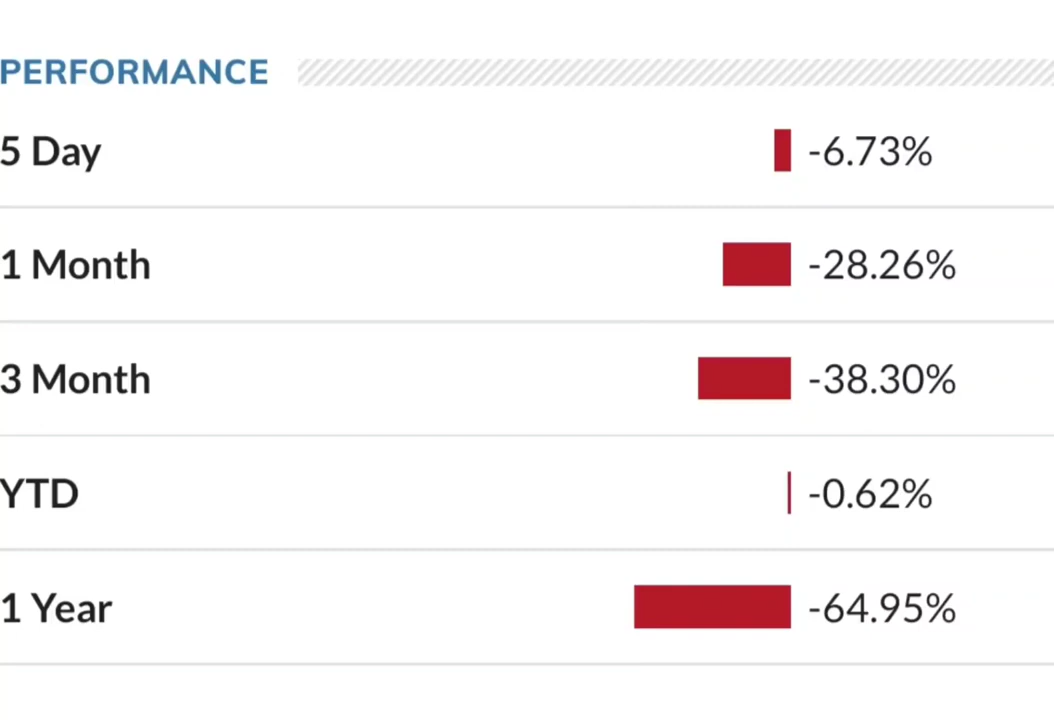 PERFORMANCE
5 Day -6.73%
1 Month -28.26%
3 Month -38.30%
YTD -0.62%
1 Year -64.95%